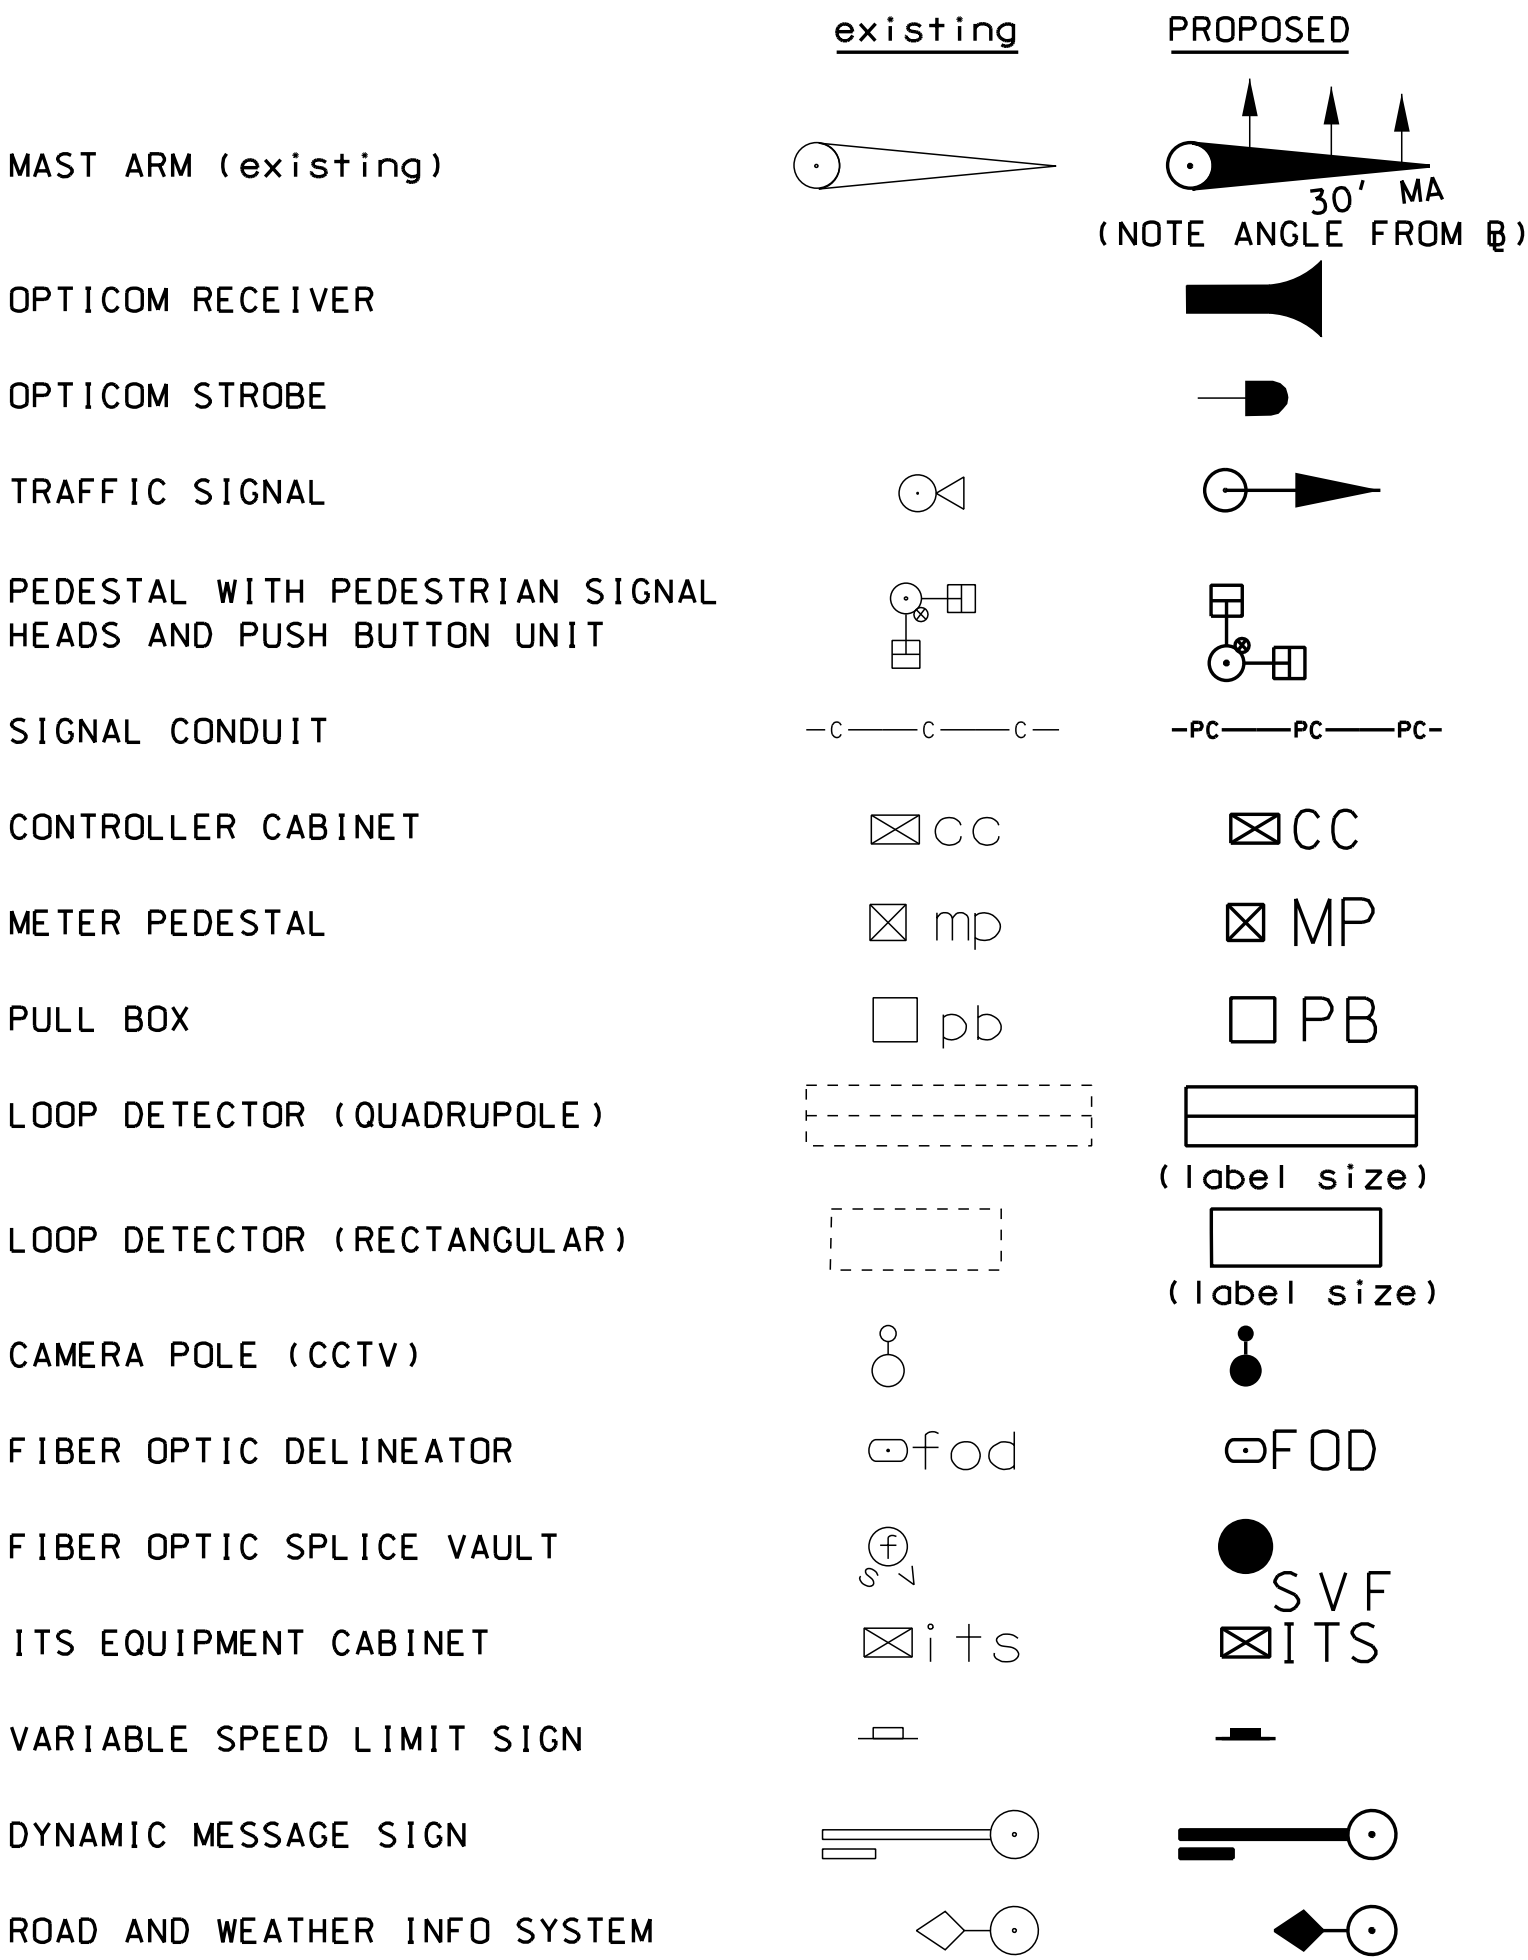 existing PROPOSED
MAST ARM (existing)
30' MA
(NOTE ANGLE FROM BL)
OPTICOM RECEIVER
OPTICOM STROBE
TRAFFIC SIGNAL
PEDESTAL WITH PEDESTRIAN SIGNAL
HEADS AND PUSH BUTTON UNIT
SIGNAL CONDUIT C C C PC PC PC
CONTROLLER CABINET cc CC
METER PEDESTAL mp MP
PULL BOX pb PB
LOOP DETECTOR (QUADRUPOLE)
(label size)
LOOP DETECTOR (RECTANGULAR)
(label size)
CAMERA POLE (CCTV)
FIBER OPTIC DELINEATOR fod FOD
FIBER OPTIC SPLICE VAULT f
s v SVF
ITS EQUIPMENT CABINET its ITS
VARIABLE SPEED LIMIT SIGN
DYNAMIC MESSAGE SIGN
ROAD AND WEATHER INFO SYSTEM